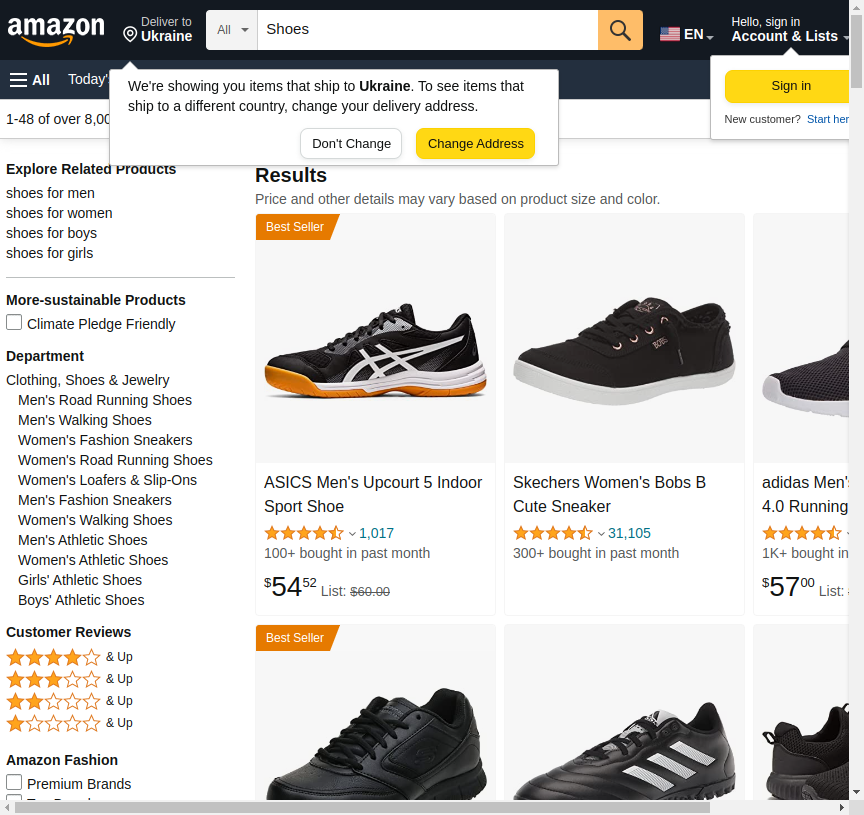 amazon
Deliver to
Ukraine
All
Shoes
EN
Hello, sign in
Account & Lists
All
Today's
We're showing you items that ship to Ukraine. To see items that
ship to a different country, change your delivery address.
Don't Change
Change Address
Sign in
New customer? Start her
1-48 of over 8,00
Explore Related Products
shoes for men
shoes for women
shoes for boys
shoes for girls
More-sustainable Products
Climate Pledge Friendly
Department
Clothing, Shoes & Jewelry
Men's Road Running Shoes
Men's Walking Shoes
Women's Fashion Sneakers
Women's Road Running Shoes
Women's Loafers & Slip-Ons
Men's Fashion Sneakers
Women's Walking Shoes
Men's Athletic Shoes
Women's Athletic Shoes
Girls' Athletic Shoes
Boys' Athletic Shoes
Customer Reviews
& Up
& Up
& Up
& Up
Amazon Fashion
Premium Brands
Results
Price and other details may vary based on product size and color.
Best Seller
ASICS Men's Upcourt 5 Indoor
Sport Shoe
1,017
100+ bought in past month
$54.52 List: $60.00
BOBS
Skechers Women's Bobs B
Cute Sneaker
31,105
300+ bought in past month
adidas Men's
4.0 Running
1K+ bought in
$57.00 List:
Best Seller